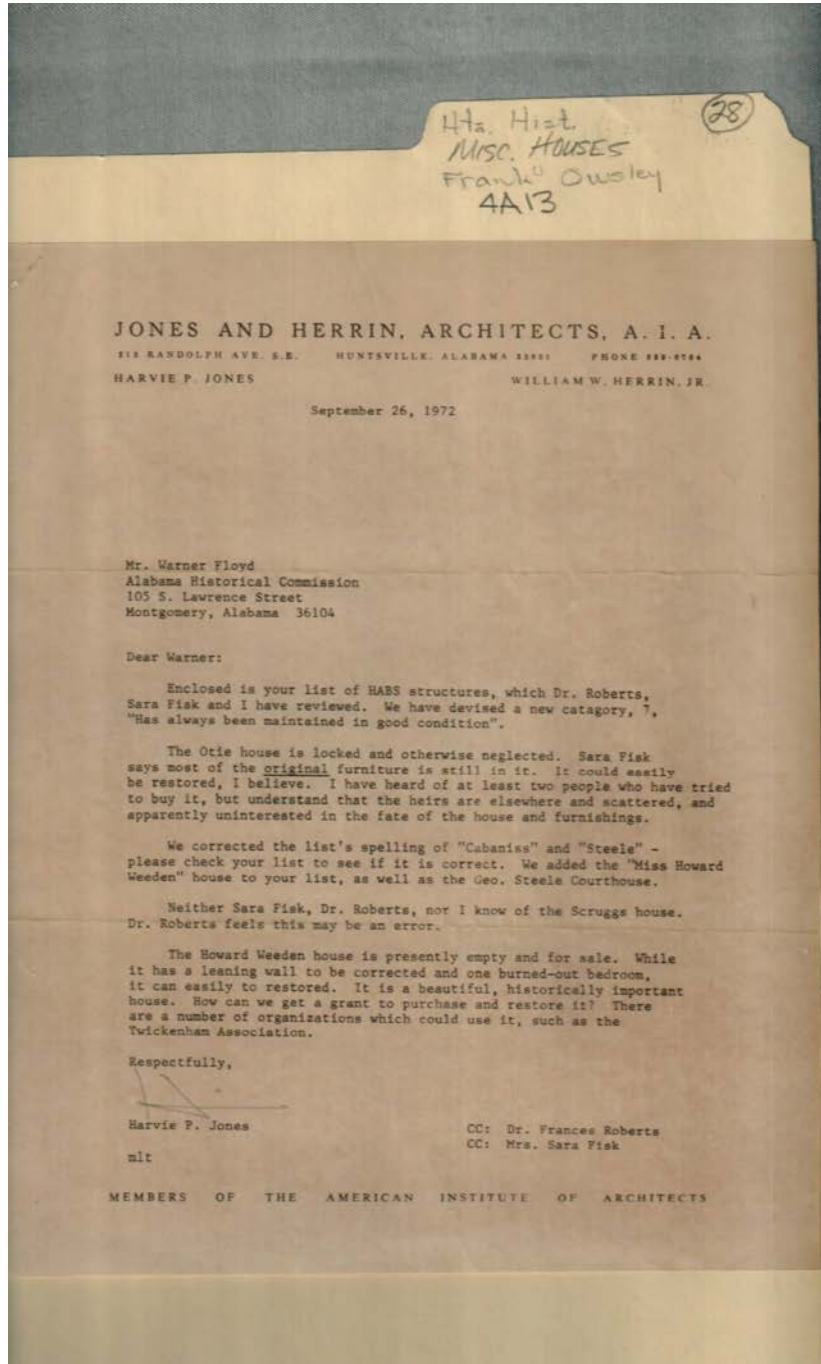 28
Hts. Hist.
MISC. HOUSES
Frank Owsley
4A13
JONES AND HERRIN, ARCHITECTS, A. I. A.
RANDOLPH AVE. S.E. HUNTSVILLE, ALABAMA PHONE
HARVIE P. JONES WILLIAM W. HERRIN, JR.
September 26, 1972
Mr. Warner Floyd
Alabama Historical Commission
105 S. Lawrence Street
Montgomery, Alabama 36104
Dear Warner:
Enclosed is your list of HABS structures, which Dr. Roberts,
Sara Fisk and I have reviewed. We have devised a new catagory, 7,
"Has always been maintained in good condition".
The Otie house is locked and otherwise neglected. Sara Fisk
says most of the original furniture is still in it. It could easily
be restored, I believe. I have heard of at least two people who have tried
to buy it, but understand that the heirs are elsewhere and scattered, and
apparently uninterested in the fate of the house and furnishings.
We corrected the list's spelling of "Cabaniss" and "Steele" -
please check your list to see if it is correct. We added the "Miss Howard
Weeden" house to your list, as well as the Geo. Steele Courthouse.
Neither Sara Fisk, Dr. Roberts, nor I know of the Scruggs house.
Dr. Roberts feels this may be an error.
The Howard Weeden house is presently empty and for sale. While
it has a leaning wall to be corrected and one burned-out bedroom,
it can easily to restored. It is a beautiful, historically important
house. How can we get a grant to purchase and restore it? There
are a number of organizations which could use it, such as the
Twickenham Association.
Respectfully,
Harvie P. Jones CC: Dr. Frances Roberts
CC: Mrs. Sara Fisk
mlt
MEMBERS OF THE AMERICAN INSTITUTE OF ARCHITECTS